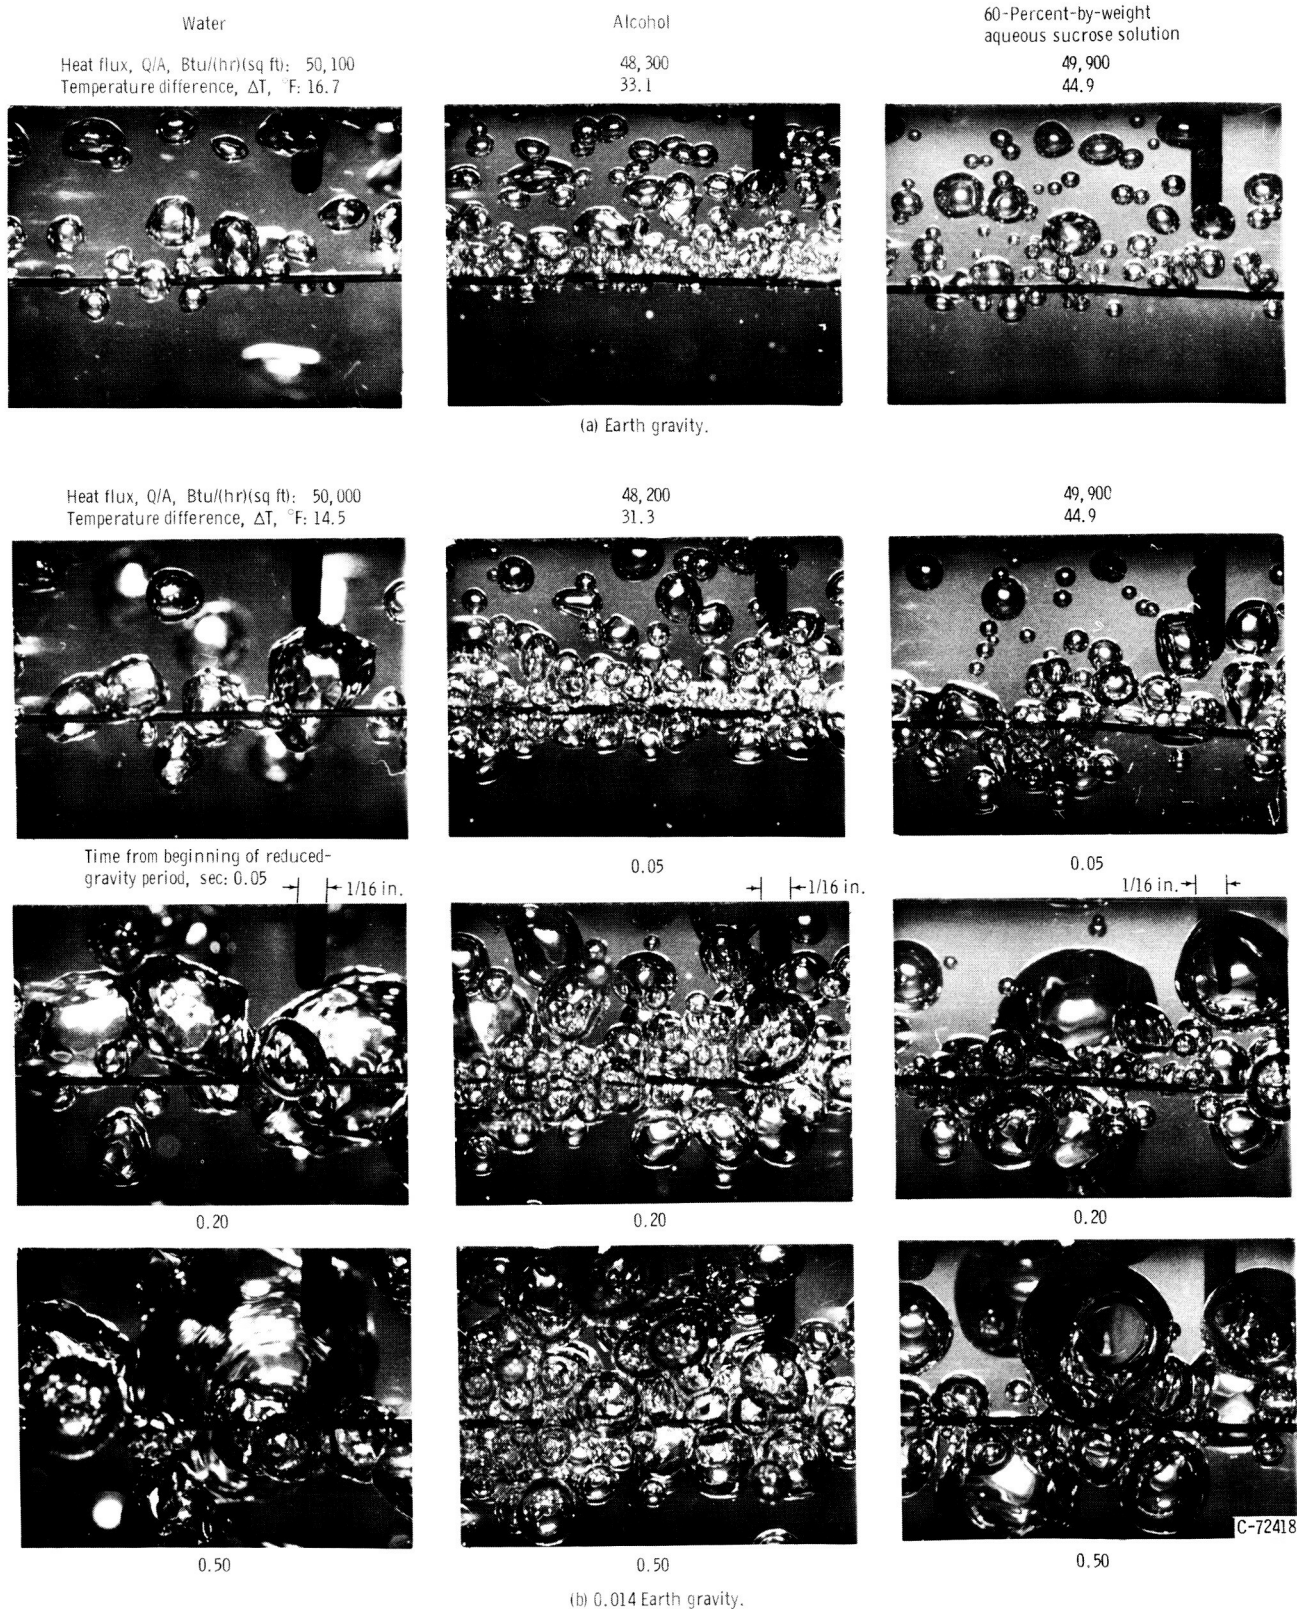 Water
Alcohol
60-Percent-by-weight
aqueous sucrose solution
Heat flux, Q/A, Btu/(hr)(sq ft): 50,100
48,300
49,900
Temperature difference, ΔT, °F: 16.7
33.1
44.9
(a) Earth gravity.
Heat flux, Q/A, Btu/(hr)(sq ft): 50,000
48,200
49,900
Temperature difference, ΔT, °F: 14.5
31.3
44.9
Time from beginning of reduced-
gravity period, sec: 0.05
0.05
0.05
1/16 in.
1/16 in.
1/16 in.
0.20
0.20
0.20
C-72418
0.50
0.50
0.50
(b) 0.014 Earth gravity.